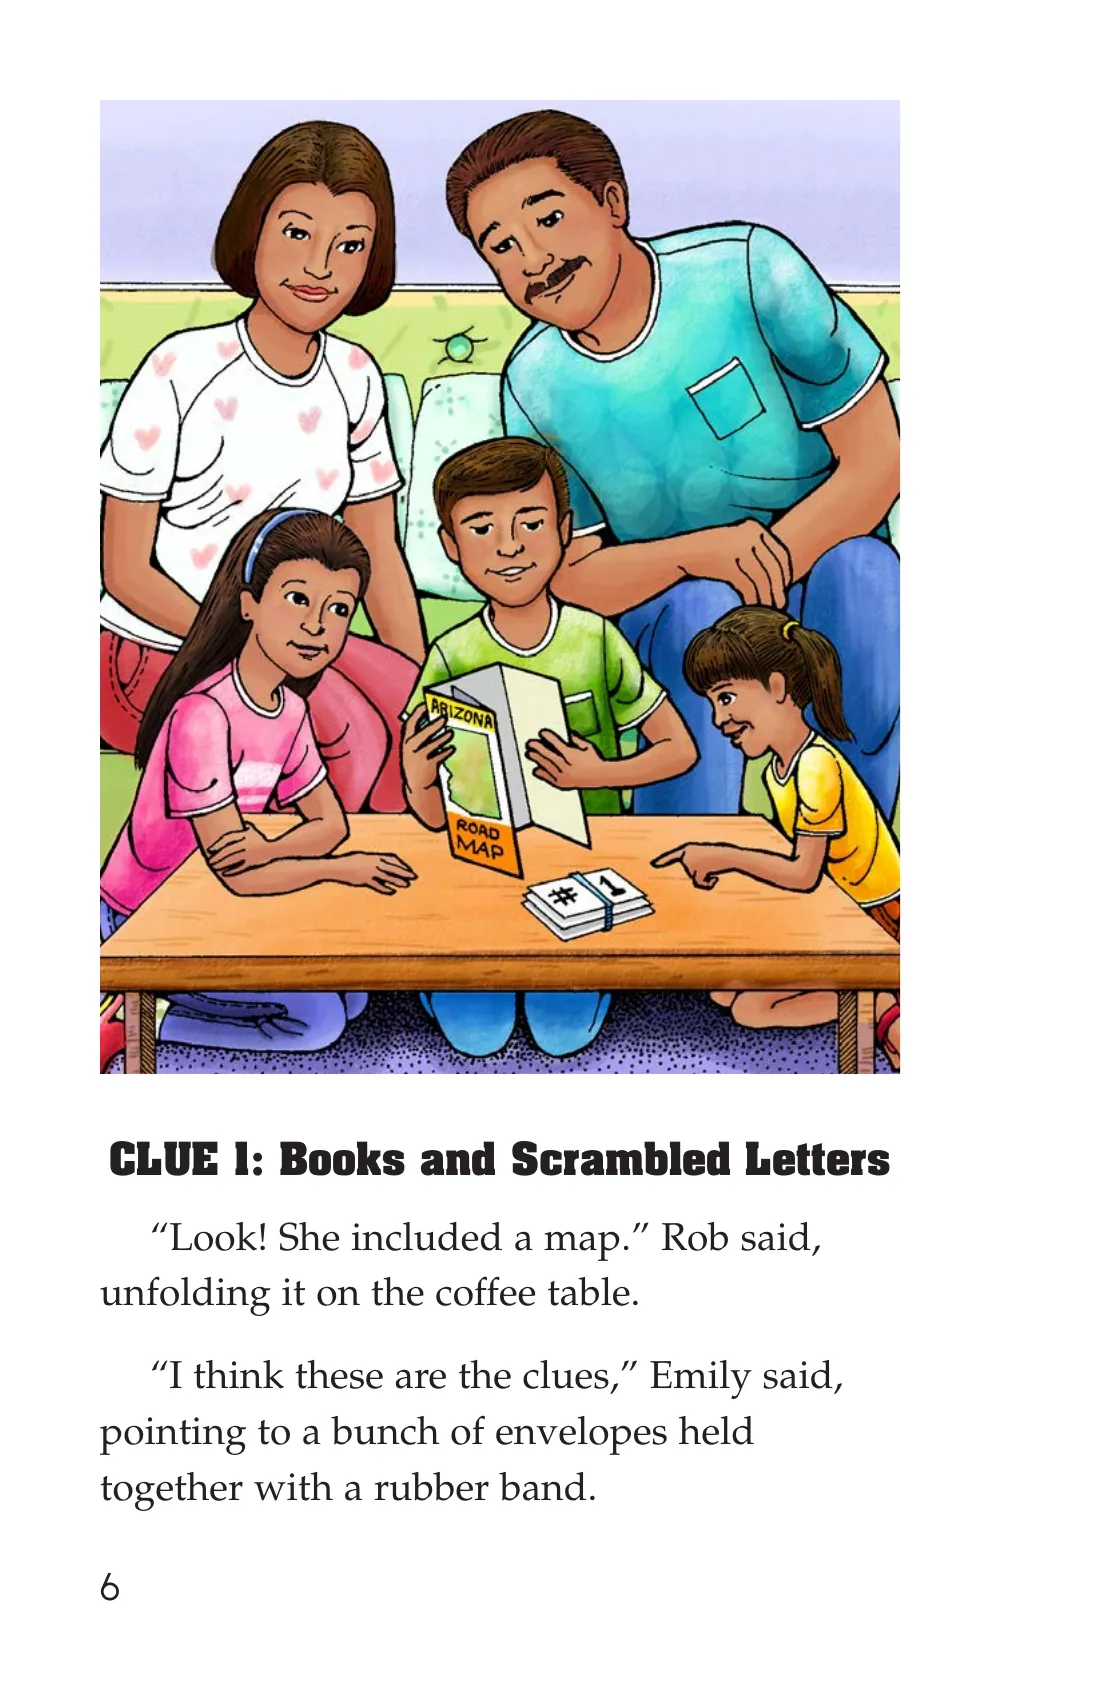 ARIZONA
ROAD
MAP
# 1
CLUE 1: Books and Scrambled Letters
“Look! She included a map.” Rob said,
unfolding it on the coffee table.
“I think these are the clues,” Emily said,
pointing to a bunch of envelopes held
together with a rubber band.
6